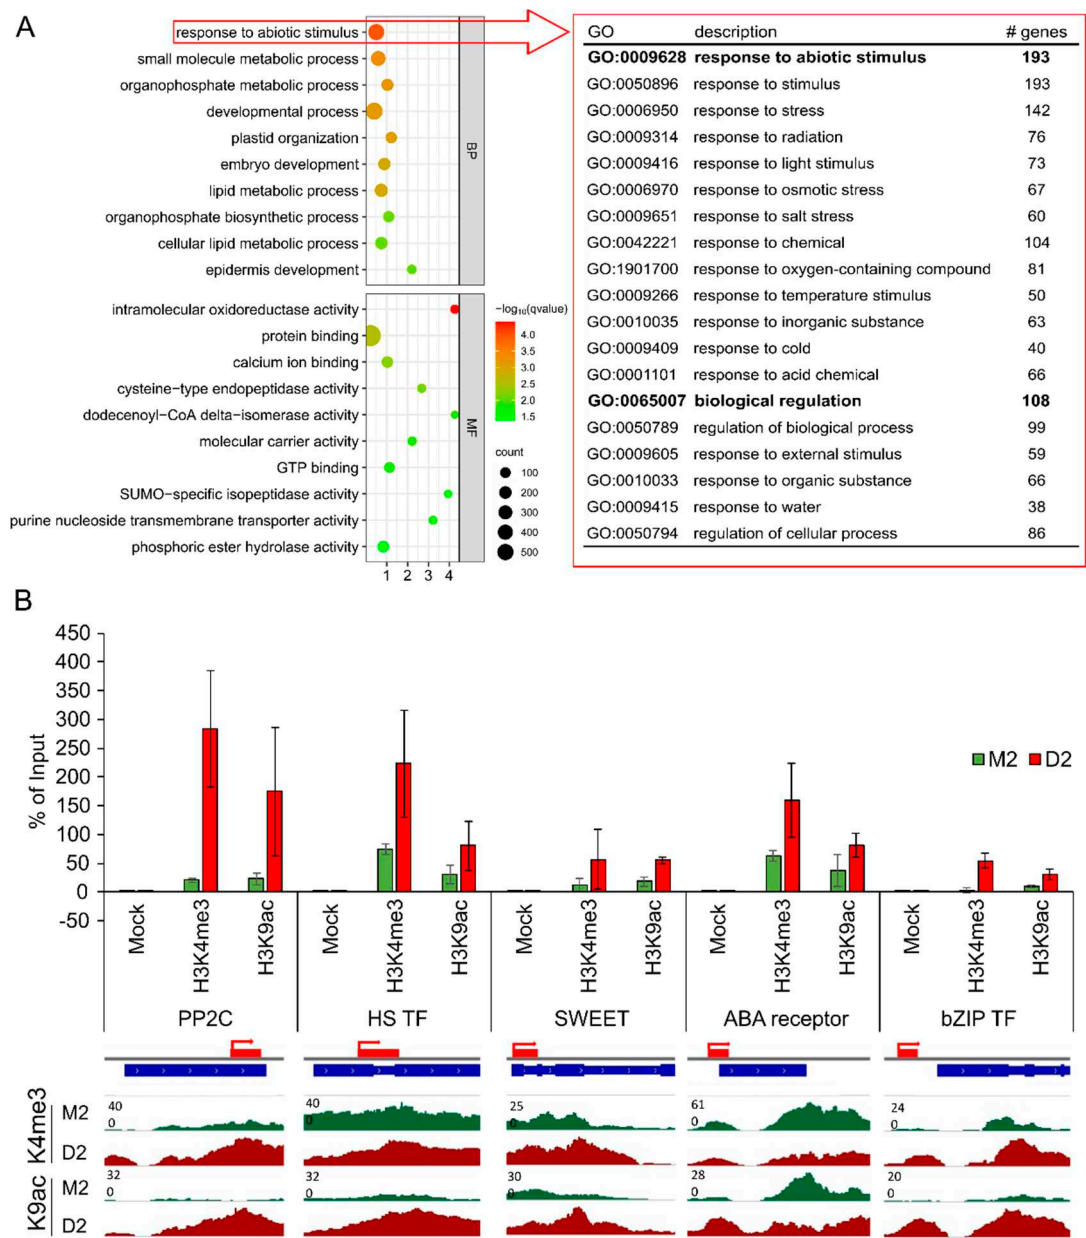 A
response to abiotic stimulus
small molecule metabolic process
organophosphate metabolic process
developmental process
plastid organization
embryo development
lipid metabolic process
organophosphate biosynthetic process
cellular lipid metabolic process
epidermis development
BP
intramolecular oxidoreductase activity
protein binding
calcium ion binding
cysteine−type endopeptidase activity
dodecenoyl−CoA delta−isomerase activity
molecular carrier activity
GTP binding
SUMO−specific isopeptidase activity
purine nucleoside transmembrane transporter activity
phosphoric ester hydrolase activity
MF
1 2 3 4
−log10(qvalue)
4.0
3.5
3.0
2.5
2.0
1.5
count
100
200
300
400
500
GO description # genes
GO:0009628 response to abiotic stimulus 193
GO:0050896 response to stimulus 193
GO:0006950 response to stress 142
GO:0009314 response to radiation 76
GO:0009416 response to light stimulus 73
GO:0006970 response to osmotic stress 67
GO:0009651 response to salt stress 60
GO:0042221 response to chemical 104
GO:1901700 response to oxygen-containing compound 81
GO:0009266 response to temperature stimulus 50
GO:0010035 response to inorganic substance 63
GO:0009409 response to cold 40
GO:0001101 response to acid chemical 66
GO:0065007 biological regulation 108
GO:0050789 regulation of biological process 99
GO:0009605 response to external stimulus 59
GO:0010033 response to organic substance 66
GO:0009415 response to water 38
GO:0050794 regulation of cellular process 86
B
% of Input
450
400
350
300
250
200
150
100
50
0
-50
M2 D2
Mock H3K4me3 H3K9ac Mock H3K4me3 H3K9ac Mock H3K4me3 H3K9ac Mock H3K4me3 H3K9ac Mock H3K4me3 H3K9ac
PP2C HS TF SWEET ABA receptor bZIP TF
K4me3
M2 40 0 40 0 25 0 61 0 24 0
D2
K9ac
M2 32 0 32 0 30 0 28 0 20 0
D2